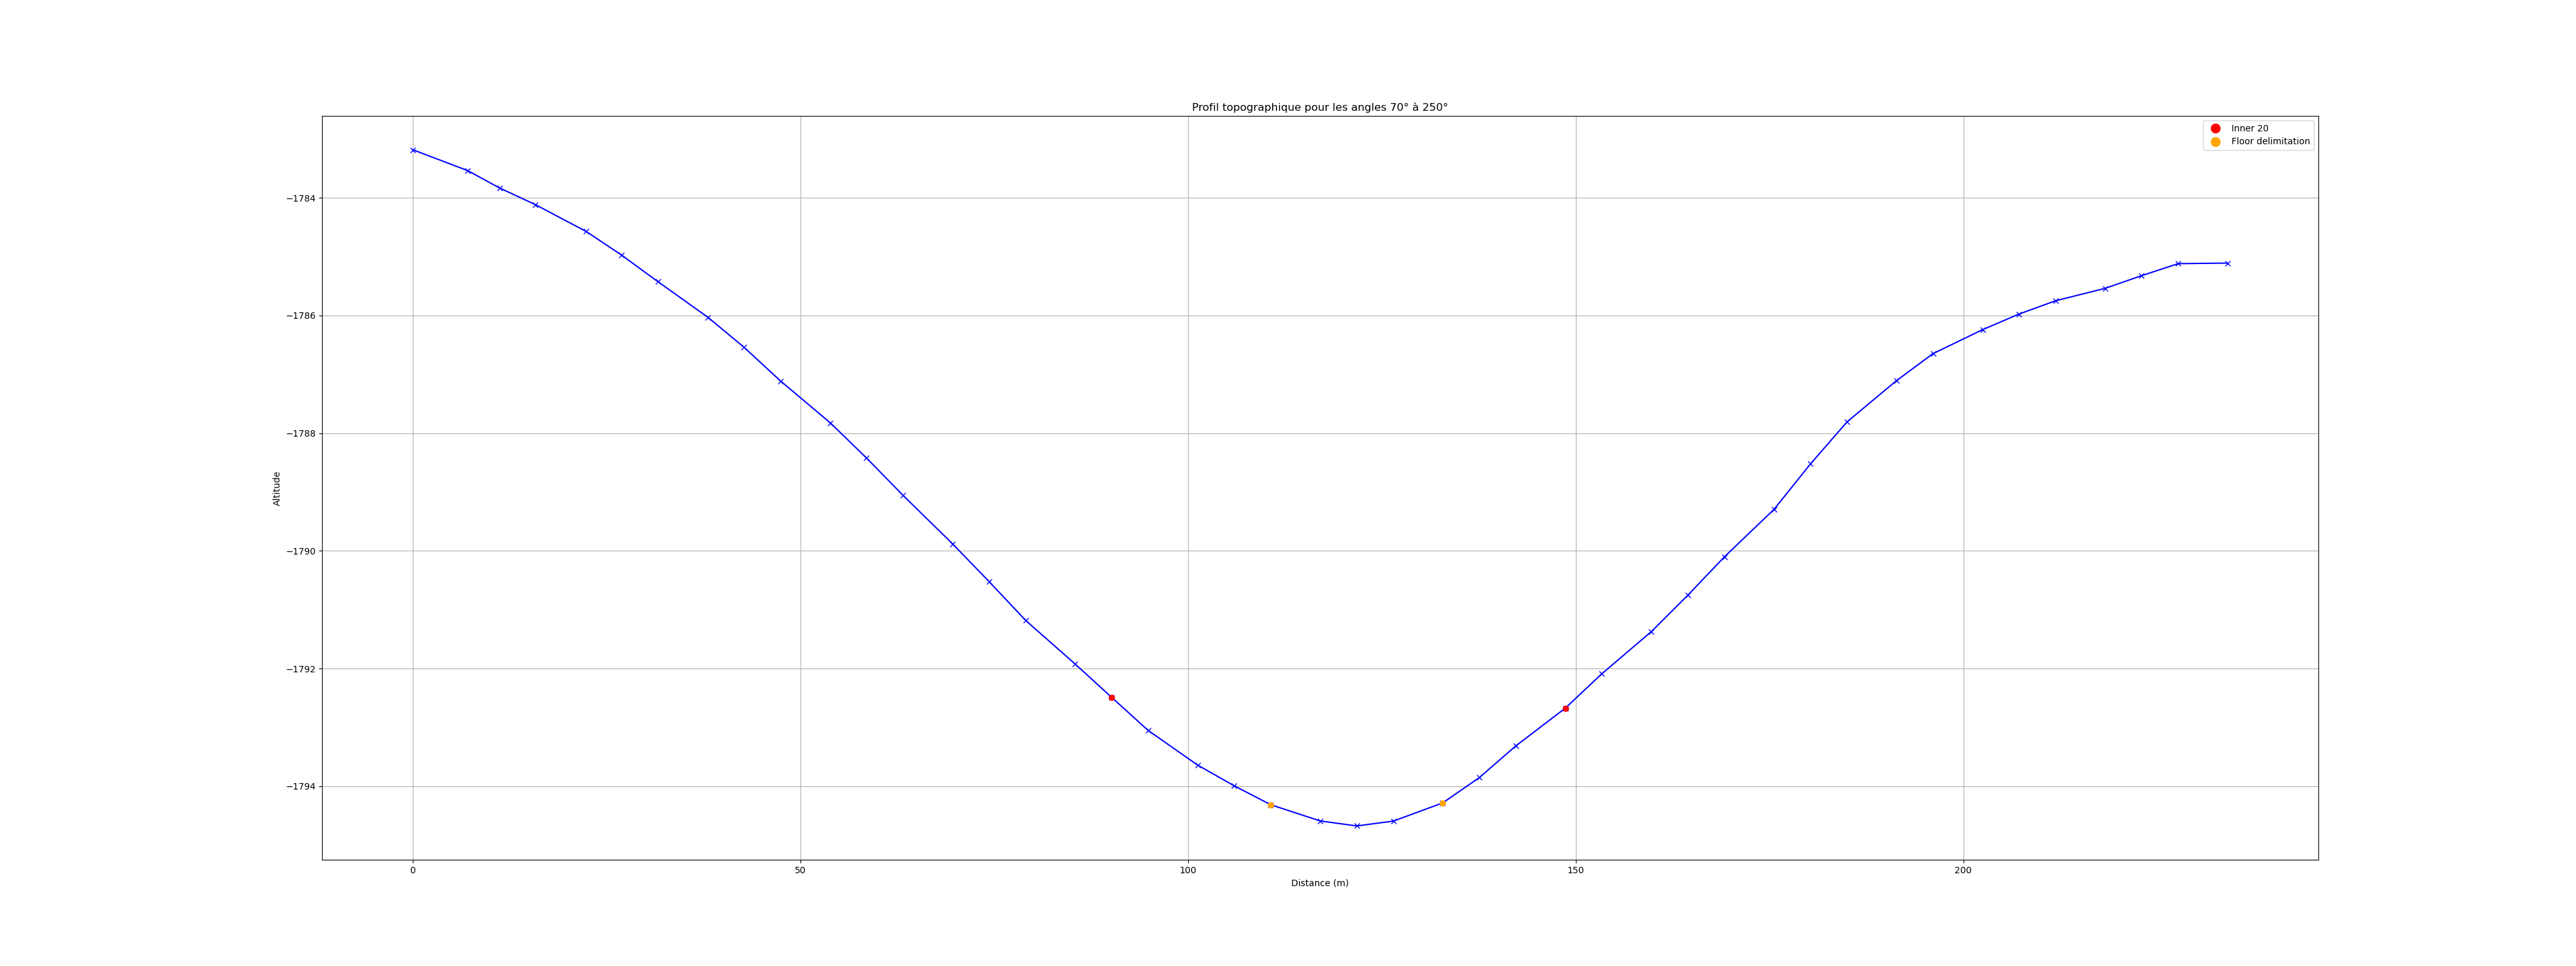 Profil topographique pour les angles 70° à 250°
Inner 20
Floor delimitation
−1784
−1786
−1788
−1790
−1792
−1794
Altitude
0 50 100 150 200
Distance (m)